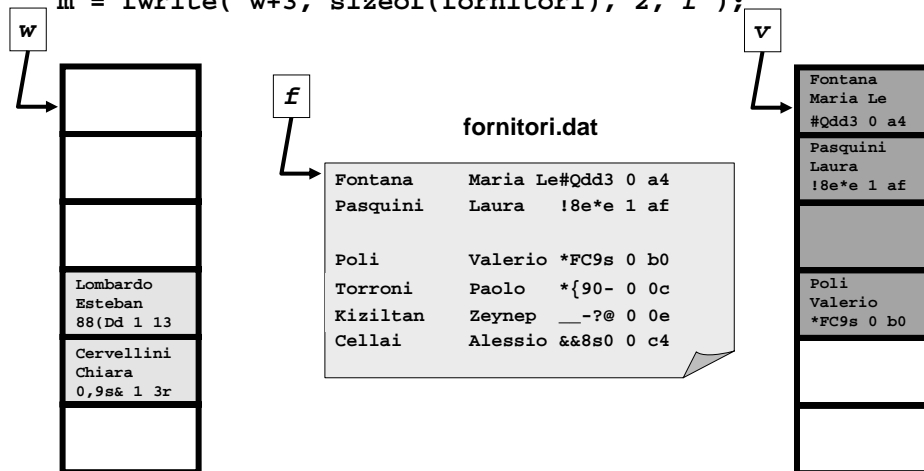 m = fwrite( w+3, sizeof(fornitori), 2, f );
w
v
f
fornitori.dat
Fontana Maria Le#Qdd3 0 a4
Pasquini Laura !8e*e 1 af
Poli Valerio *FC9s 0 b0
Torroni Paolo *{90- 0 0c
Kiziltan Zeynep __-?@ 0 0e
Cellai Alessio &&8s0 0 c4
Lombardo
Esteban
88(Dd 1 13
Cervellini
Chiara
0,9s& 1 3r
Fontana
Maria Le
#Qdd3 0 a4
Pasquini
Laura
!8e*e 1 af
Poli
Valerio
*FC9s 0 b0